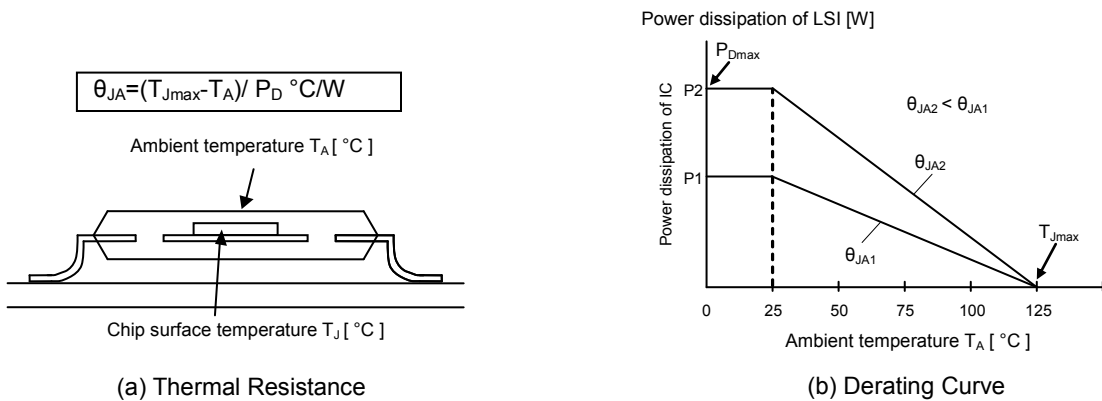 θJA=(TJmax-TA)/ PD °C/W
Ambient temperature TA [ °C ]
Chip surface temperature TJ [ °C ]
(a) Thermal Resistance
Power dissipation of LSI [W]
PDmax
P2
θJA2 < θJA1
Power dissipation of IC
θJA2
P1
TJmax
θJA1
0 25 50 75 100 125
Ambient temperature TA [ °C ]
(b) Derating Curve